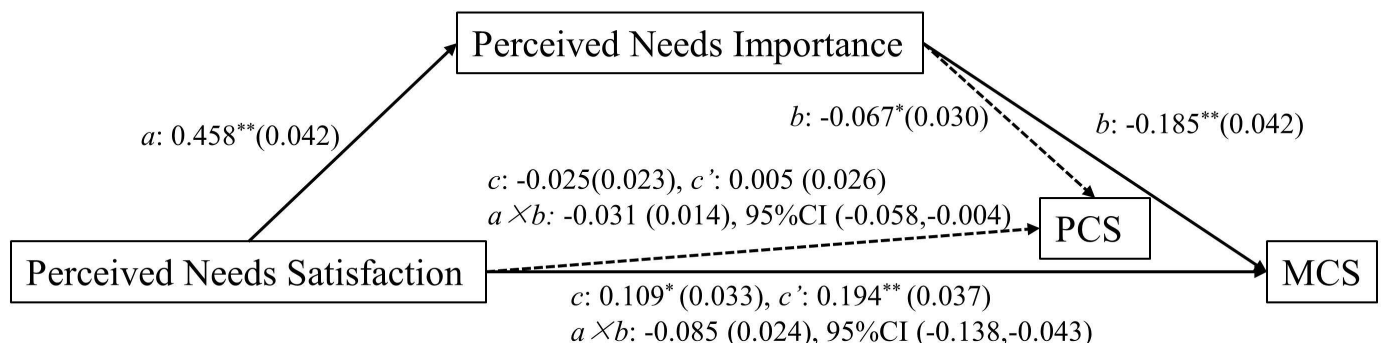 Perceived Needs Importance
a: 0.458**(0.042)
b: -0.067*(0.030)
b: -0.185**(0.042)
c: -0.025(0.023), c’: 0.005 (0.026)
a×b: -0.031 (0.014), 95%CI (-0.058,-0.004)
PCS
Perceived Needs Satisfaction
MCS
c: 0.109* (0.033), c’: 0.194** (0.037)
a×b: -0.085 (0.024), 95%CI (-0.138,-0.043)